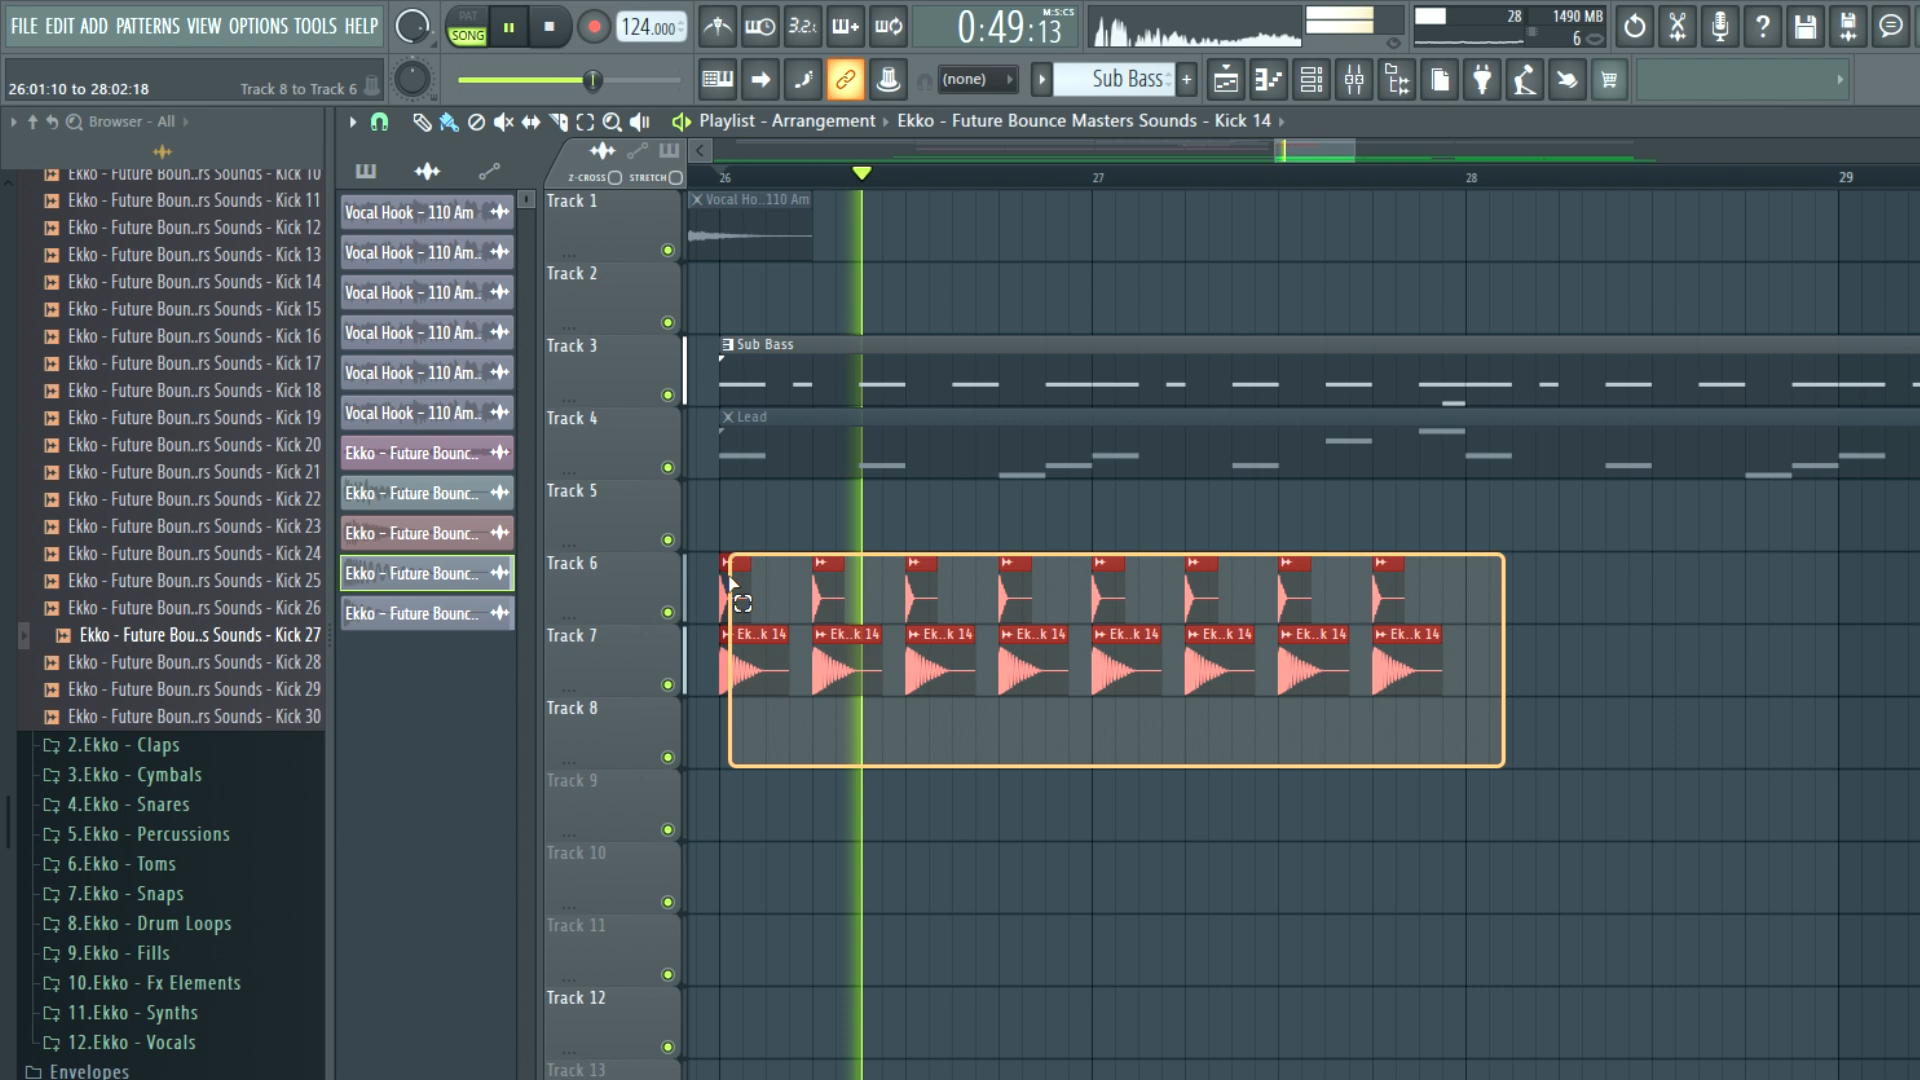 FILE EDIT ADD PATTERNS VIEW OPTIONS TOOLS HELP
PAT
SONG
124.000
3.2
0:49:13
M:S:CS
28
1490 MB
6
26:01:10 to 28:02:18
Track 8 to Track 6
(none)
Sub Bass
Browser - All
Playlist - Arrangement
Ekko - Future Bounce Masters Sounds - Kick 14
Z-CROSS
STRETCH
26
27
28
29
Ekko - Future Boun..rs Sounds - Kick 10
Ekko - Future Boun..rs Sounds - Kick 11
Ekko - Future Boun..rs Sounds - Kick 12
Ekko - Future Boun..rs Sounds - Kick 13
Ekko - Future Boun..rs Sounds - Kick 14
Ekko - Future Boun..rs Sounds - Kick 15
Ekko - Future Boun..rs Sounds - Kick 16
Ekko - Future Boun..rs Sounds - Kick 17
Ekko - Future Boun..rs Sounds - Kick 18
Ekko - Future Boun..rs Sounds - Kick 19
Ekko - Future Boun..rs Sounds - Kick 20
Ekko - Future Boun..rs Sounds - Kick 21
Ekko - Future Boun..rs Sounds - Kick 22
Ekko - Future Boun..rs Sounds - Kick 23
Ekko - Future Boun..rs Sounds - Kick 24
Ekko - Future Boun..rs Sounds - Kick 25
Ekko - Future Boun..rs Sounds - Kick 26
Ekko - Future Bou..s Sounds - Kick 27
Ekko - Future Boun..rs Sounds - Kick 28
Ekko - Future Boun..rs Sounds - Kick 29
Ekko - Future Boun..rs Sounds - Kick 30
2.Ekko - Claps
3.Ekko - Cymbals
4.Ekko - Snares
5.Ekko - Percussions
6.Ekko - Toms
7.Ekko - Snaps
8.Ekko - Drum Loops
9.Ekko - Fills
10.Ekko - Fx Elements
11.Ekko - Synths
12.Ekko - Vocals
Envelopes
Vocal Hook - 110 Am
Vocal Hook - 110 Am..
Vocal Hook - 110 Am..
Vocal Hook - 110 Am..
Vocal Hook - 110 Am..
Vocal Hook - 110 Am..
Ekko - Future Bounc..
Ekko - Future Bounc..
Ekko - Future Bounc..
Ekko - Future Bounc..
Ekko - Future Bounc..
Track 1
Vocal Ho..110 Am
Track 2
Track 3
Sub Bass
Track 4
Lead
Track 5
Track 6
Track 7
Ek..k 14
Ek..k 14
Ek..k 14
Ek..k 14
Ek..k 14
Ek..k 14
Ek..k 14
Ek..k 14
Track 8
Track 9
Track 10
Track 11
Track 12
Track 13